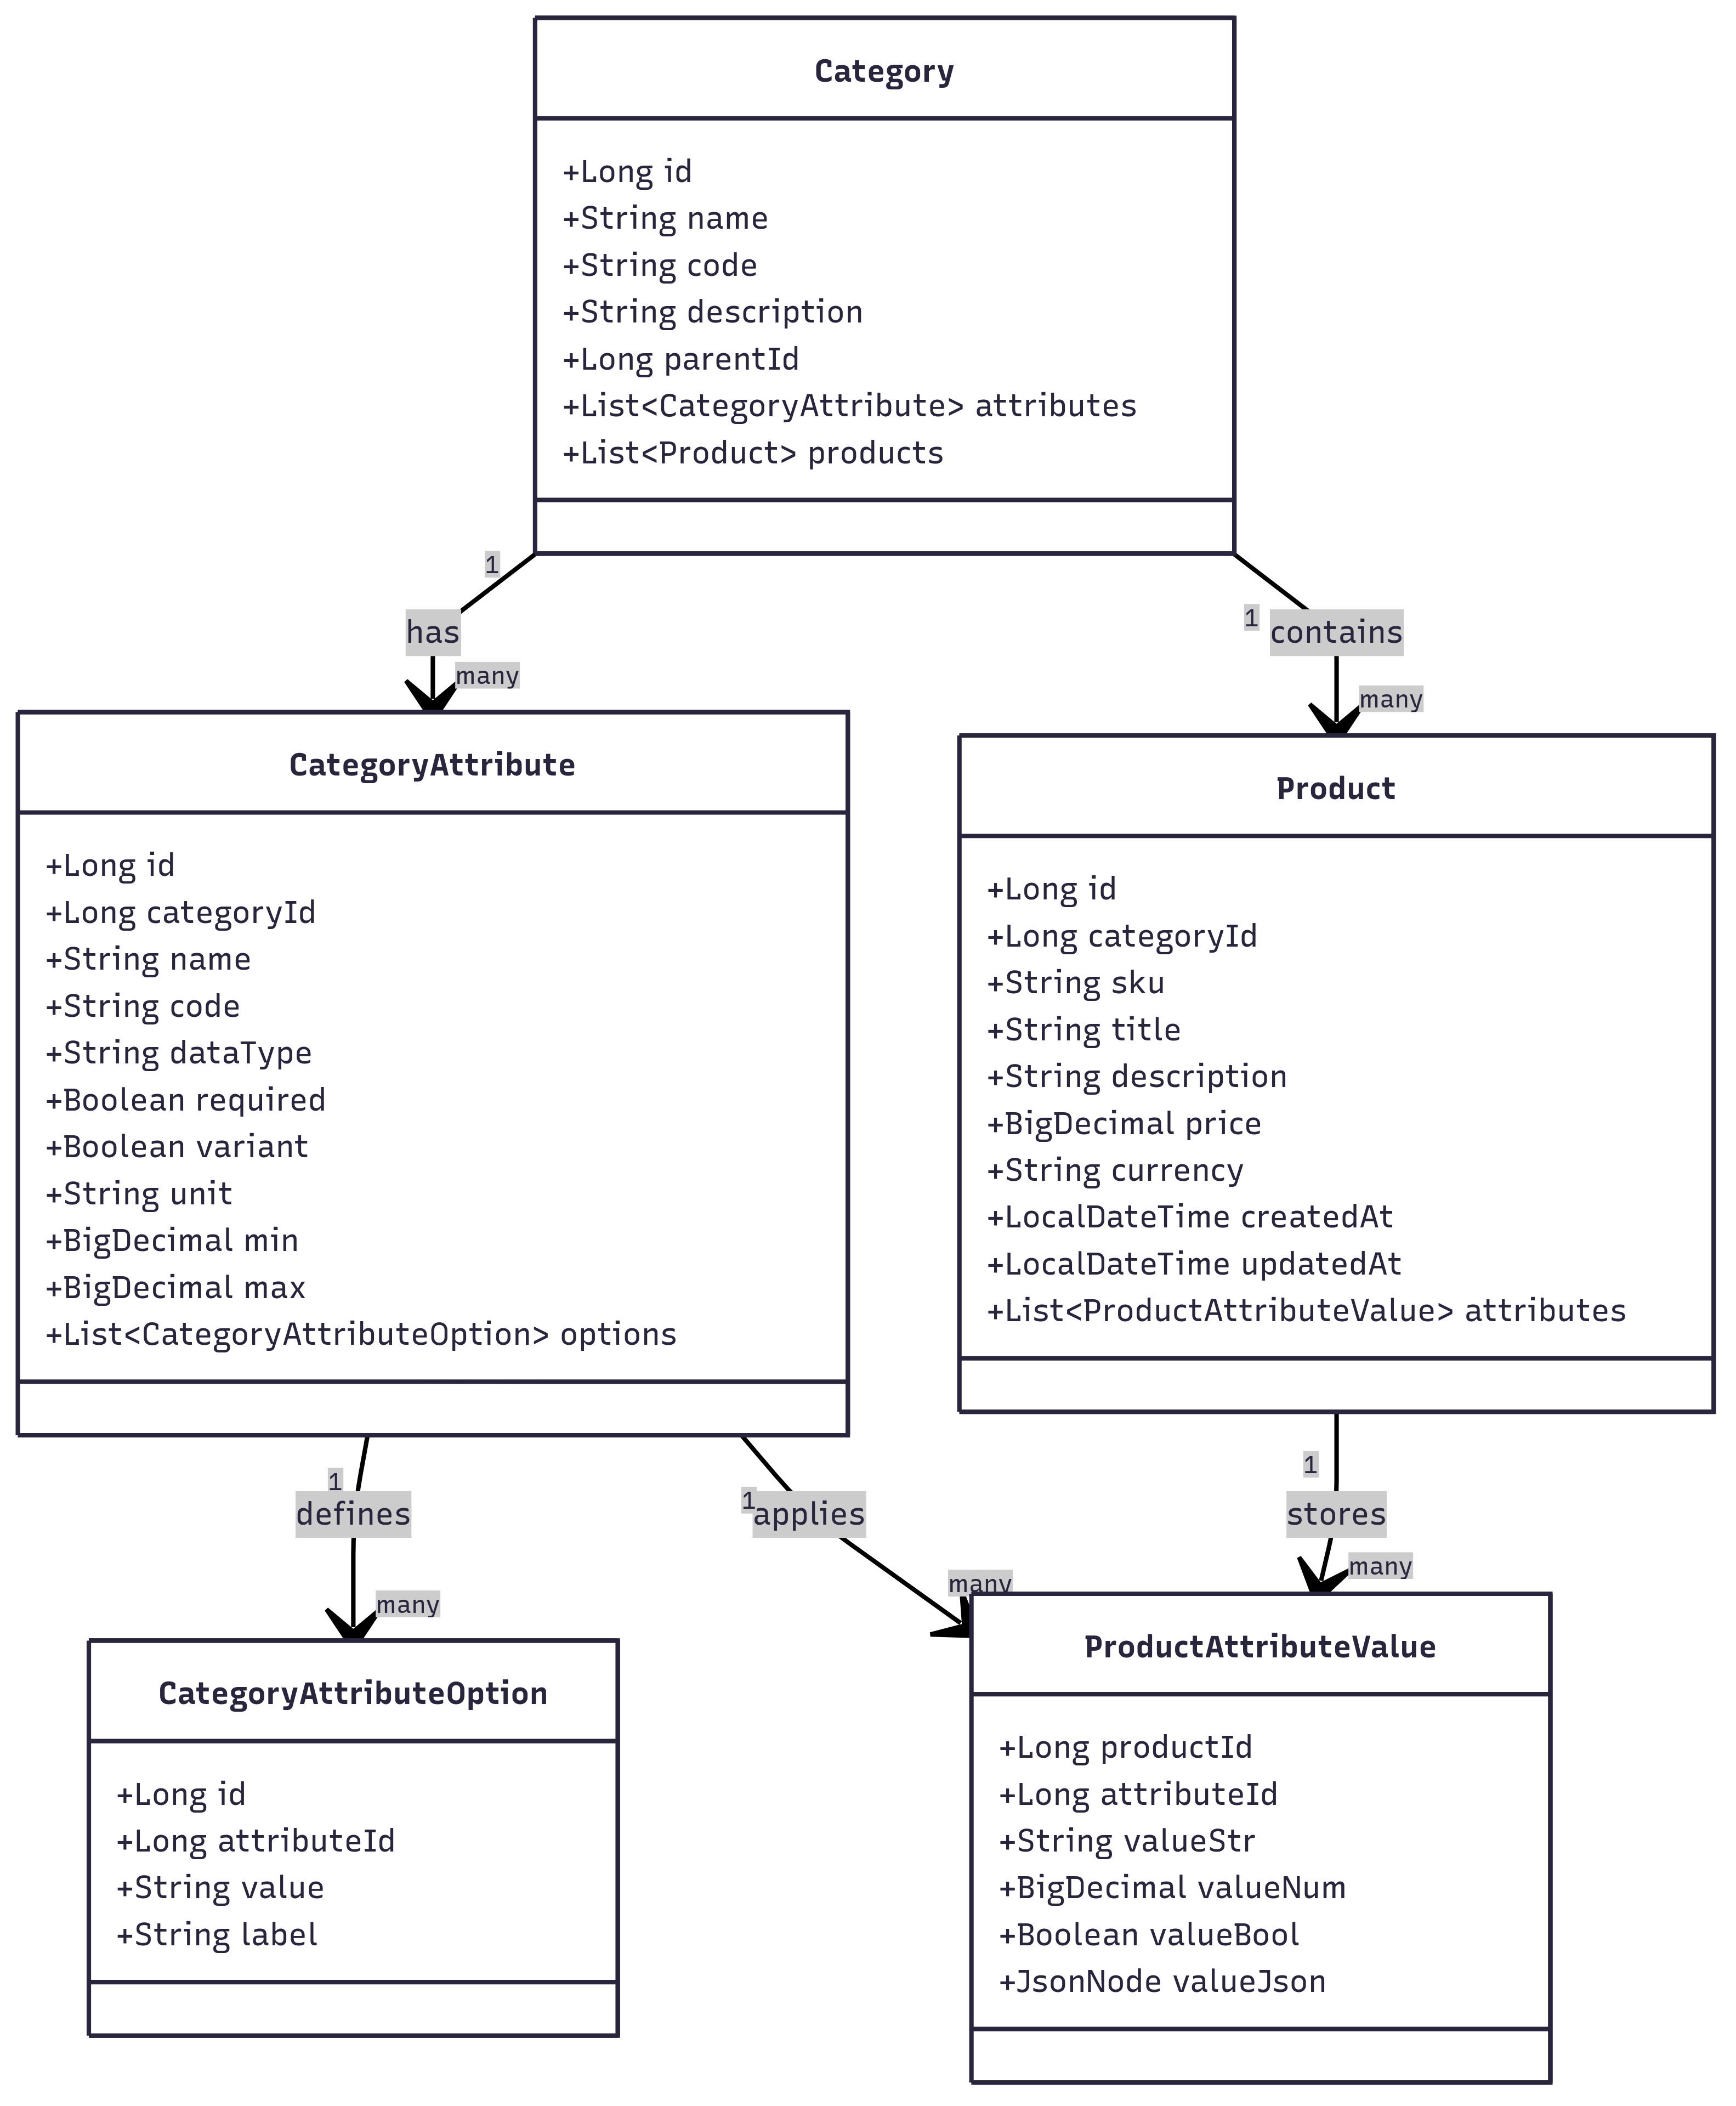 Category
+Long id
+String name
+String code
+String description
+Long parentId
+List<CategoryAttribute> attributes
+List<Product> products
1
has
many
1
contains
many
CategoryAttribute
+Long id
+Long categoryId
+String name
+String code
+String dataType
+Boolean required
+Boolean variant
+String unit
+BigDecimal min
+BigDecimal max
+List<CategoryAttributeOption> options
Product
+Long id
+Long categoryId
+String sku
+String title
+String description
+BigDecimal price
+String currency
+LocalDateTime createdAt
+LocalDateTime updatedAt
+List<ProductAttributeValue> attributes
1
defines
many
1
applies
many
1
stores
many
CategoryAttributeOption
+Long id
+Long attributeId
+String value
+String label
ProductAttributeValue
+Long productId
+Long attributeId
+String valueStr
+BigDecimal valueNum
+Boolean valueBool
+JsonNode valueJson